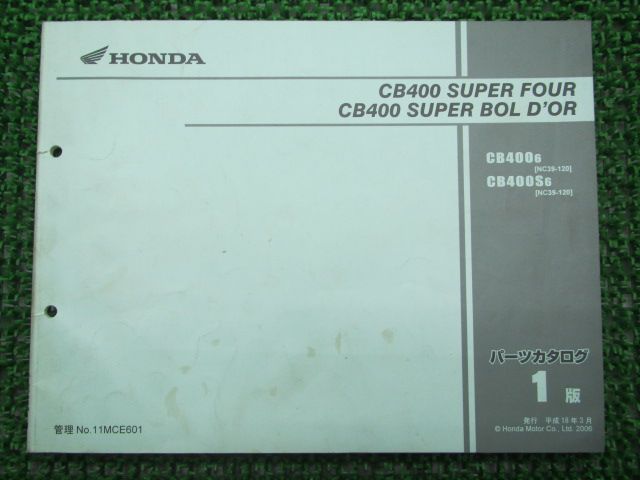 HONDA
CB400 SUPER FOUR
CB400 SUPER BOL D'OR
CB4006
[NC39-120]
CB400S6
[NC39-120]
パーツカタログ
1 版
発行 平成18年3月
© Honda Motor Co., Ltd. 2006
管理 No.11MCE601